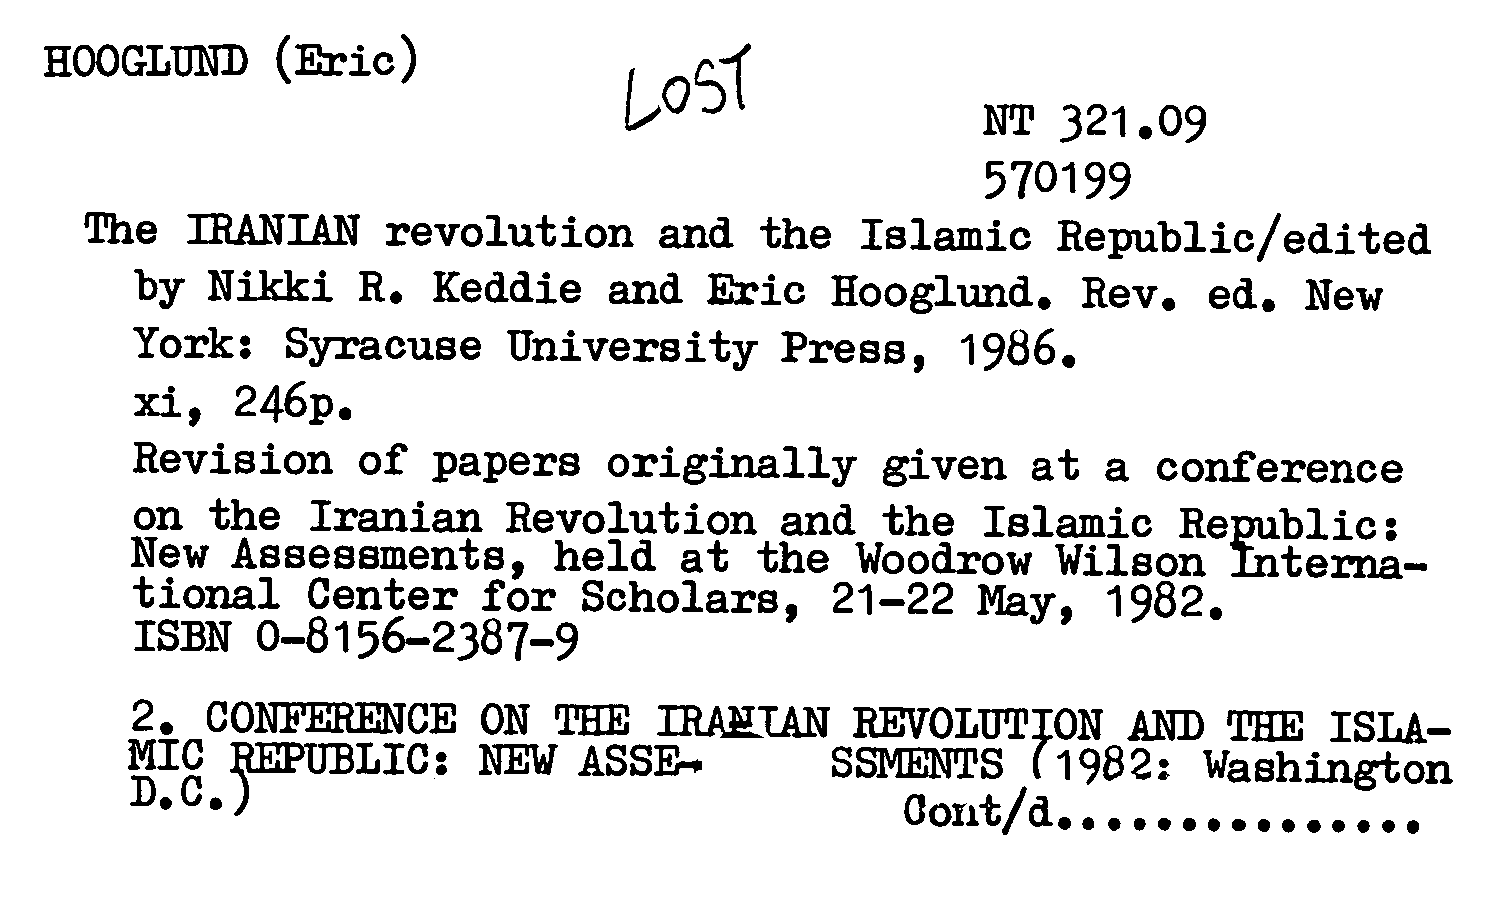 HOOGLUND (Eric)
LOST
NT 321.09
570199
The IRANIAN revolution and the Islamic Republic/edited
by Nikki R. Keddie and Eric Hooglund. Rev. ed. New
York: Syracuse University Press, 1986.
xi, 246p.
Revision of papers originally given at a conference
on the Iranian Revolution and the Islamic Republic:
New Assessments, held at the Woodrow Wilson Interna-
tional Center for Scholars, 21-22 May, 1982.
ISBN 0-8156-2387-9
2. CONFERENCE ON THE IRANIAN REVOLUTION AND THE ISLA-
MIC REPUBLIC: NEW ASSE- SSMENTS (1982: Washington
D.C.)
Cont/d...............